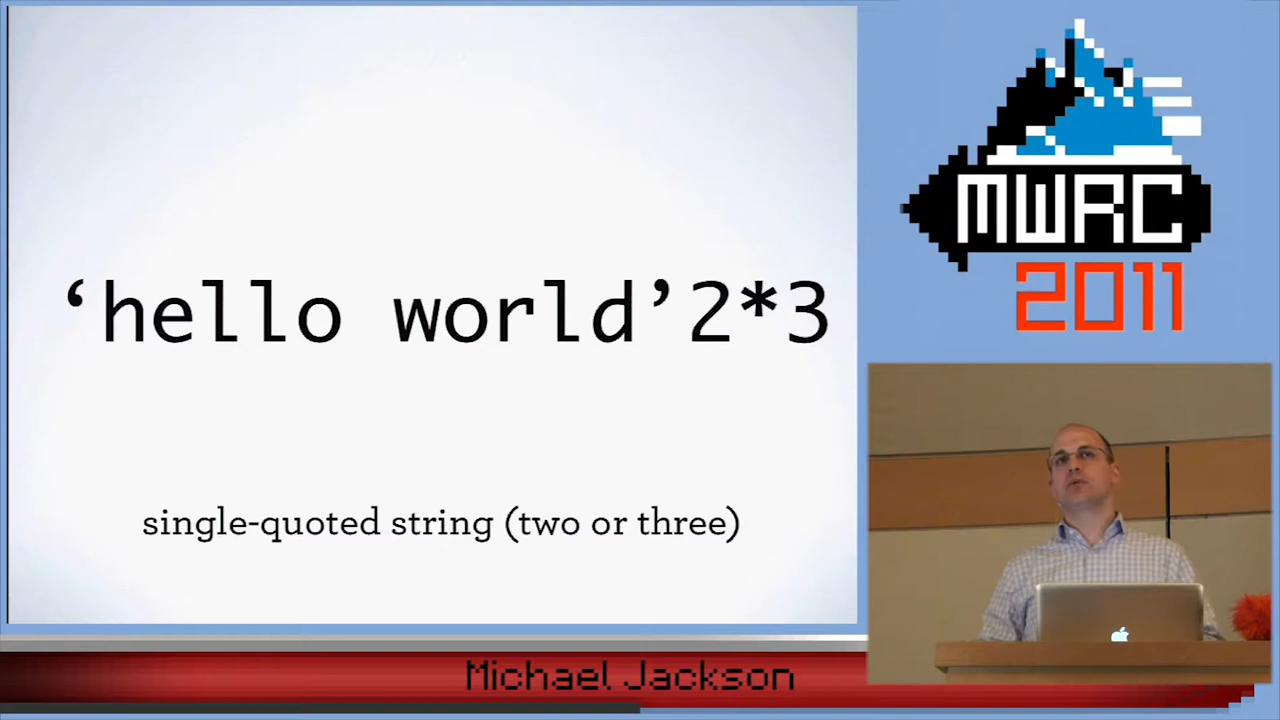 ‘hello world’2*3
single-quoted string (two or three)
MWRC
2011
Michael Jackson